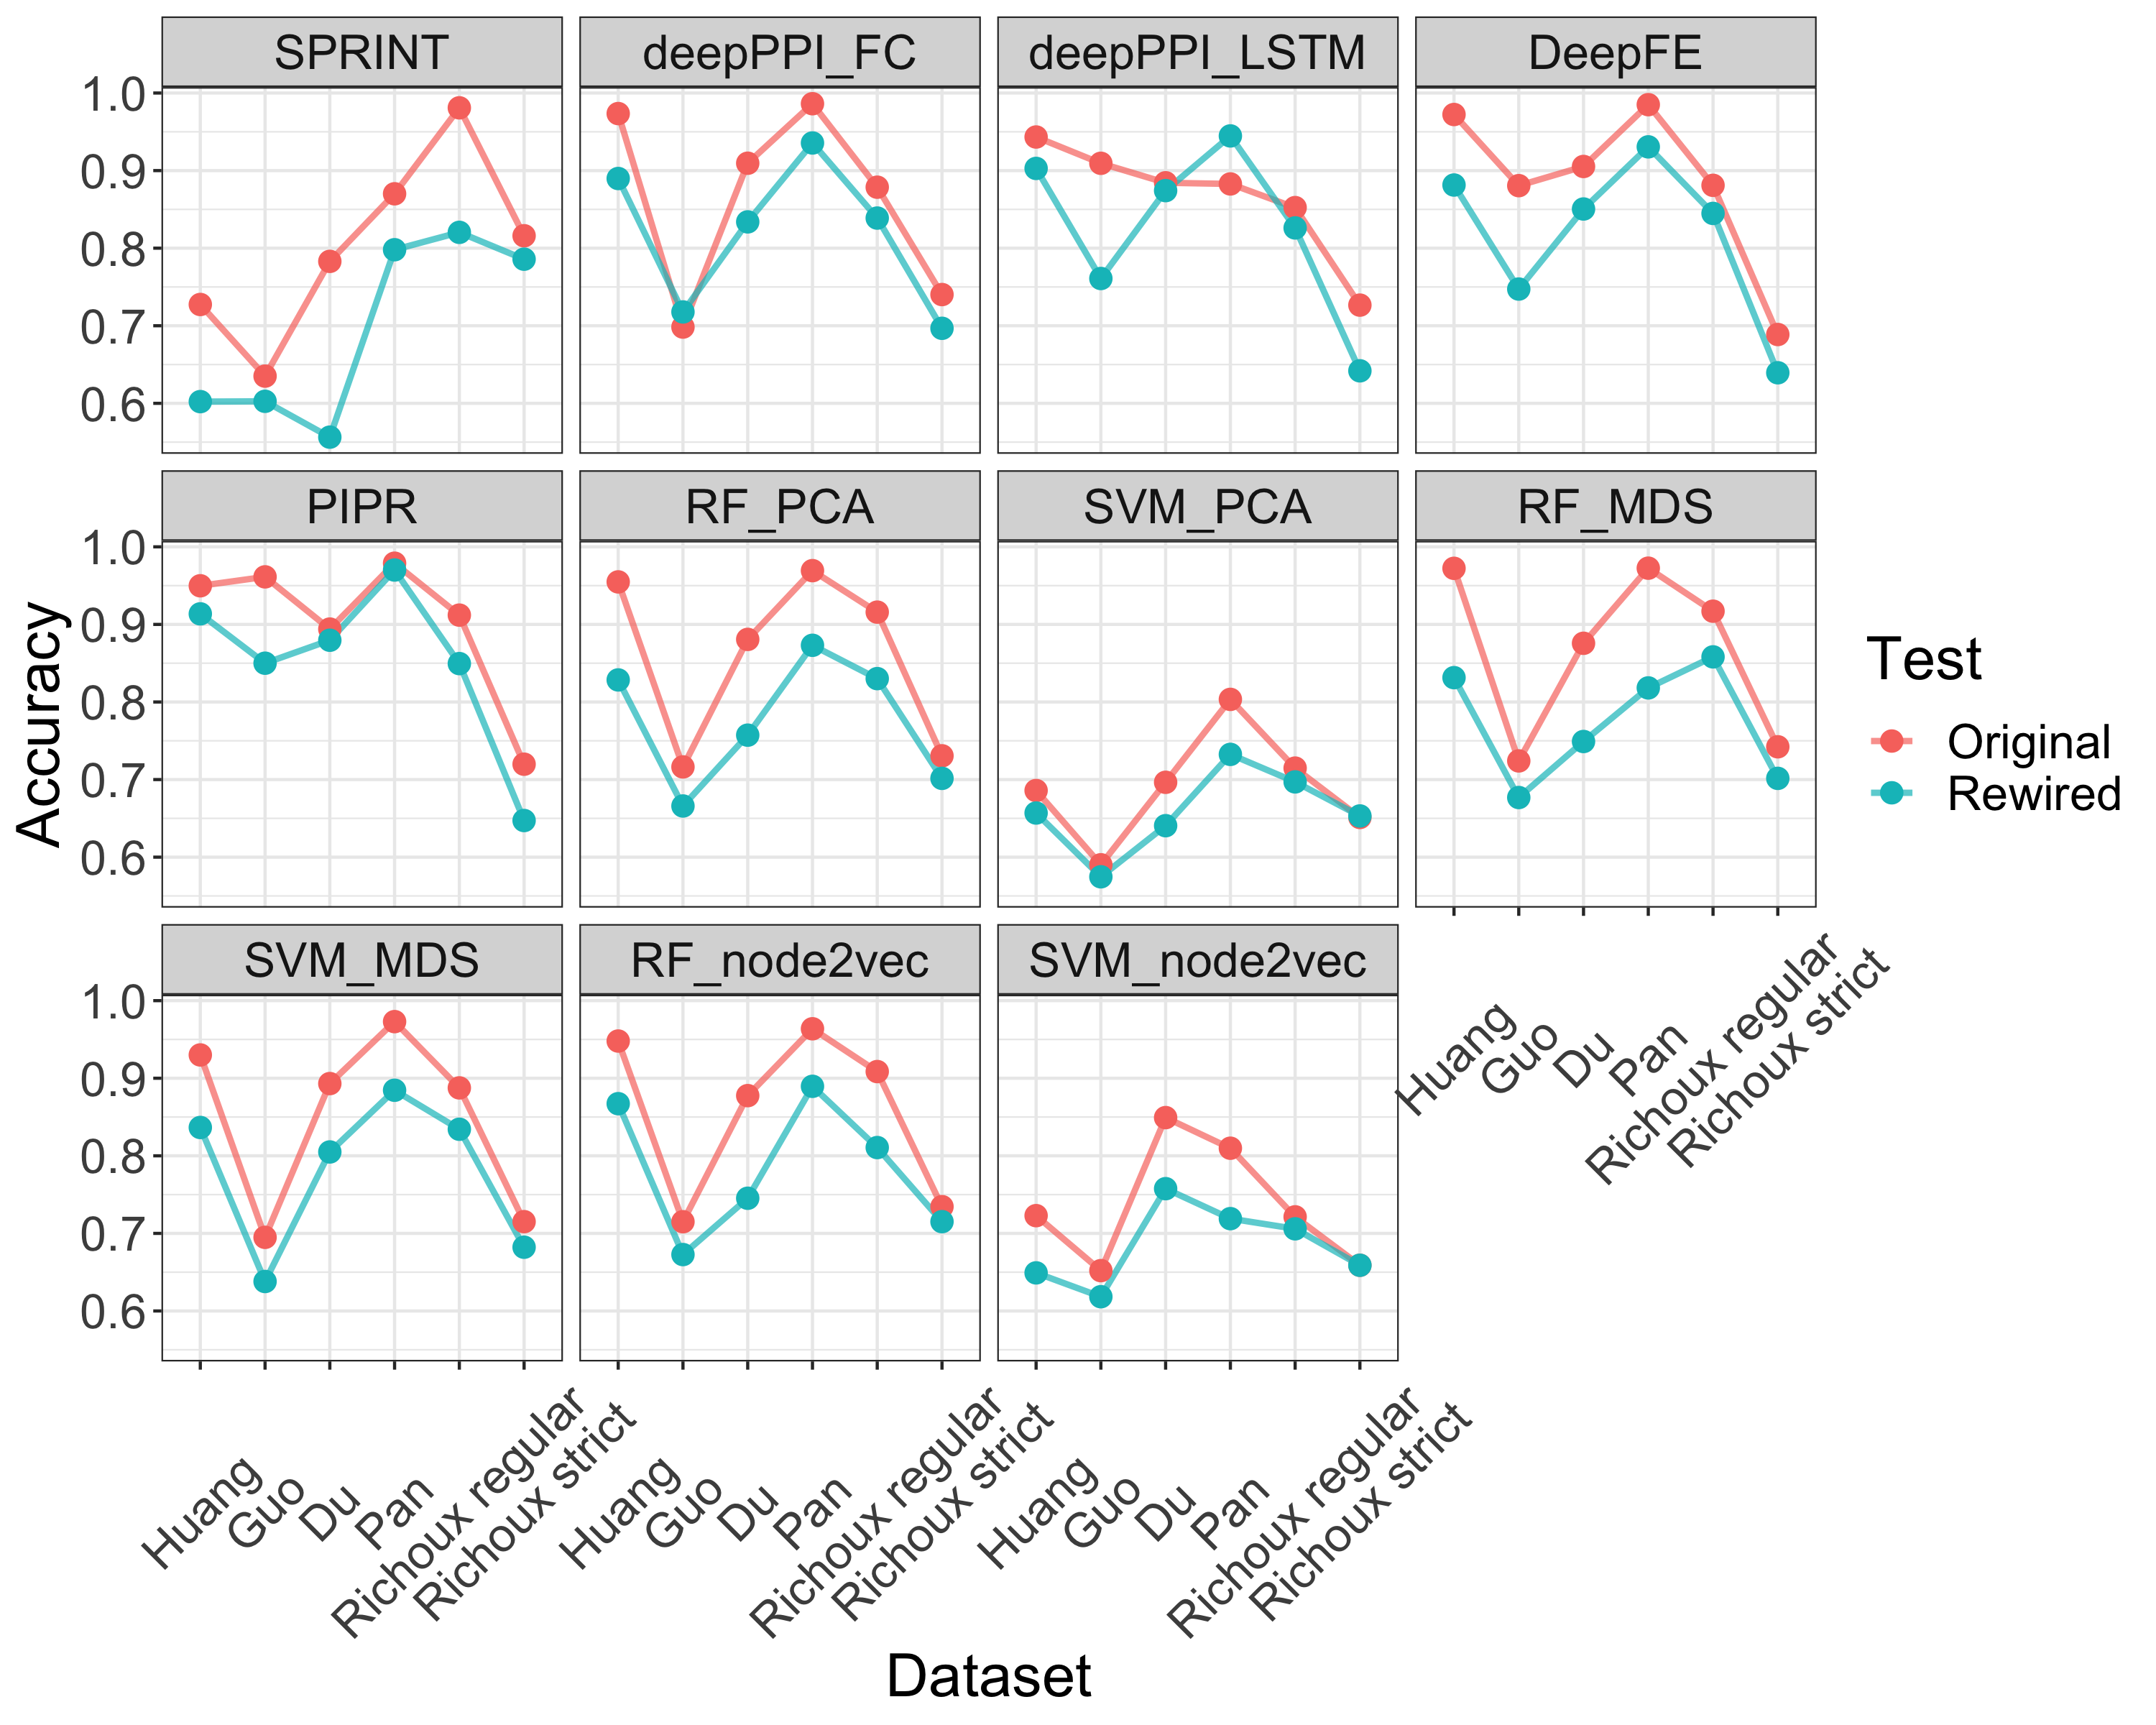 SPRINT
deepPPI_FC
deepPPI_LSTM
DeepFE
1.0
0.9
0.8
0.7
0.6
PIPR
RF_PCA
SVM_PCA
RF_MDS
1.0
0.9
0.8
0.7
0.6
SVM_MDS
RF_node2vec
SVM_node2vec
1.0
0.9
0.8
0.7
0.6
Huang
Guo
Du
Pan
Richoux regular
Richoux strict
Huang
Guo
Du
Pan
Richoux regular
Richoux strict
Huang
Guo
Du
Pan
Richoux regular
Richoux strict
Huang
Guo
Du
Pan
Richoux regular
Richoux strict
Accuracy
Dataset
Test
Original
Rewired